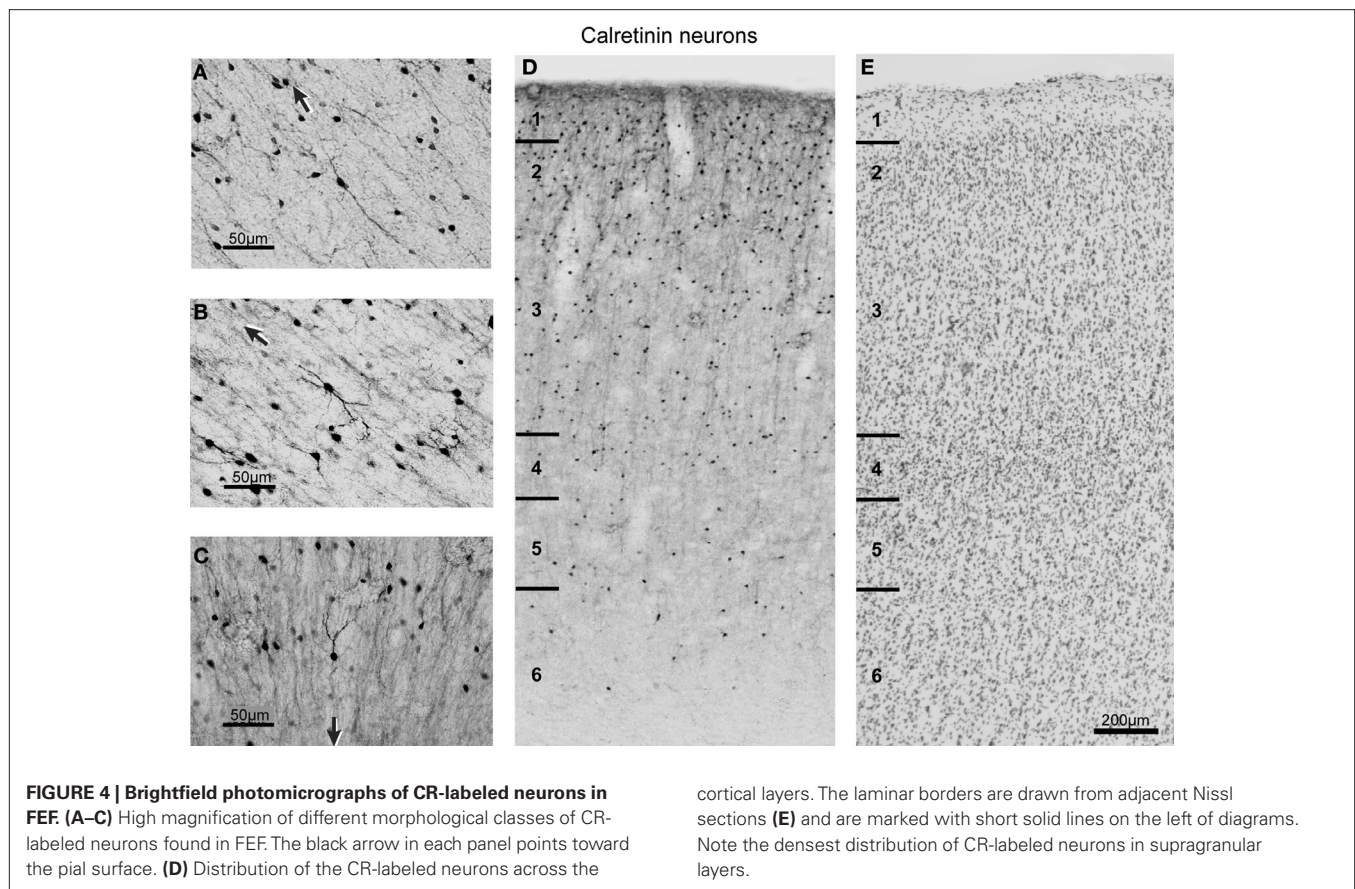 Calretinin neurons
A
50µm
B
50µm
C
50µm
D
1
2
3
4
5
6
E
1
2
3
4
5
6
200µm
FIGURE 4 | Brightfield photomicrographs of CR-labeled neurons in
FEF. (A–C) High magnification of different morphological classes of CR-
labeled neurons found in FEF. The black arrow in each panel points toward
the pial surface. (D) Distribution of the CR-labeled neurons across the
cortical layers. The laminar borders are drawn from adjacent Nissl
sections (E) and are marked with short solid lines on the left of diagrams.
Note the densest distribution of CR-labeled neurons in supragranular
layers.